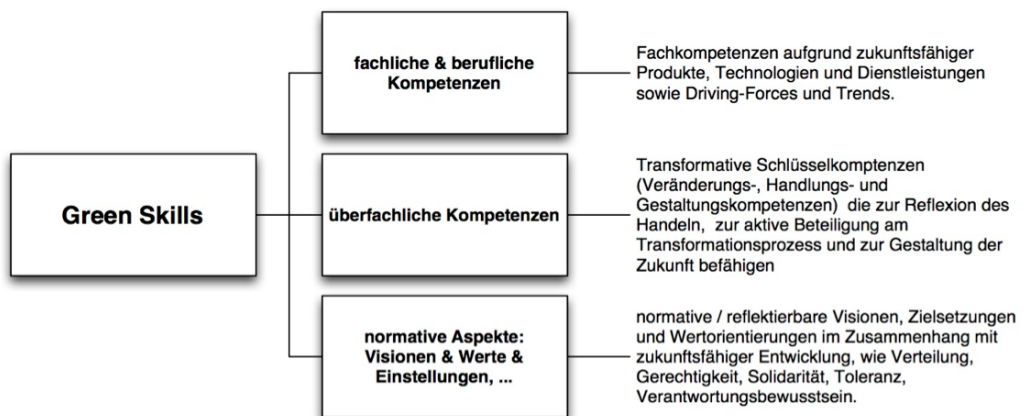 Green Skills
fachliche & berufliche
Kompetenzen
Fachkompetenzen aufgrund zukunftsfähiger
Produkte, Technologien und Dienstleistungen
sowie Driving-Forces und Trends.
überfachliche Kompetenzen
Transformative Schlüsselkomptenzen
(Veränderungs-, Handlungs- und
Gestaltungskompetenzen) die zur Reflexion des
Handeln, zur aktive Beteiligung am
Transformationsprozess und zur Gestaltung der
Zukunft befähigen
normative Aspekte:
Visionen & Werte &
Einstellungen, ...
normative / reflektierbare Visionen, Zielsetzungen
und Wertorientierungen im Zusammenhang mit
zukunftsfähiger Entwicklung, wie Verteilung,
Gerechtigkeit, Solidarität, Toleranz,
Verantwortungsbewusstsein.